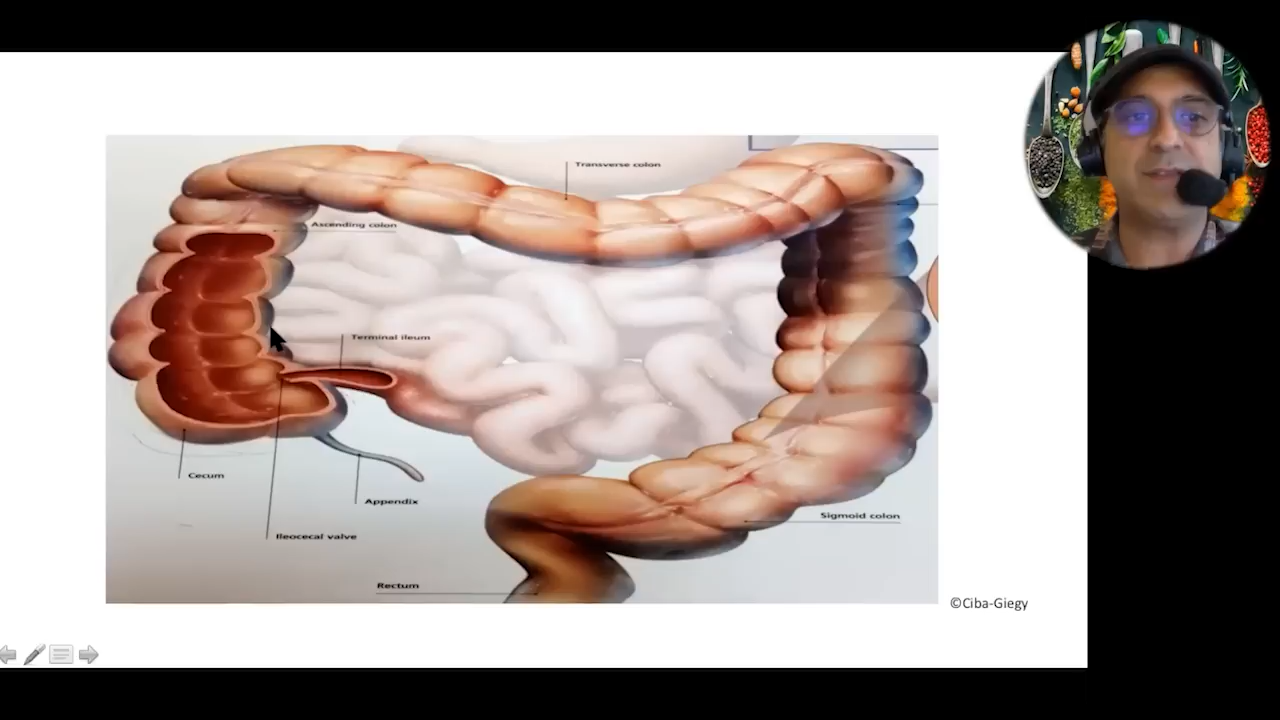 Transverse colon
Ascending colon
Terminal ileum
Cecum
Appendix
Sigmoid colon
Ileocecal valve
Rectum
©Ciba-Giegy